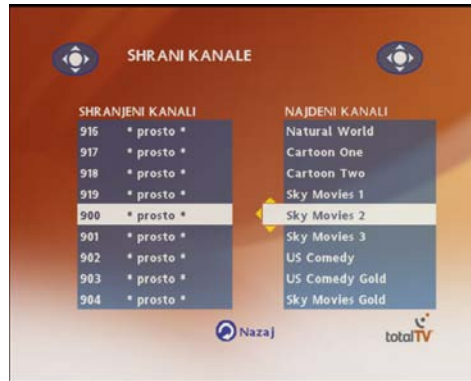 SHRANI KANALE
SHRANJENI KANALI
916 * prosto *
917 * prosto *
918 * prosto *
919 * prosto *
900 * prosto *
901 * prosto *
902 * prosto *
903 * prosto *
904 * prosto *
NAJDENI KANALI
Natural World
Cartoon One
Cartoon Two
Sky Movies 1
Sky Movies 2
Sky Movies 3
US Comedy
US Comedy Gold
Sky Movies Gold
Nazaj
totalTV